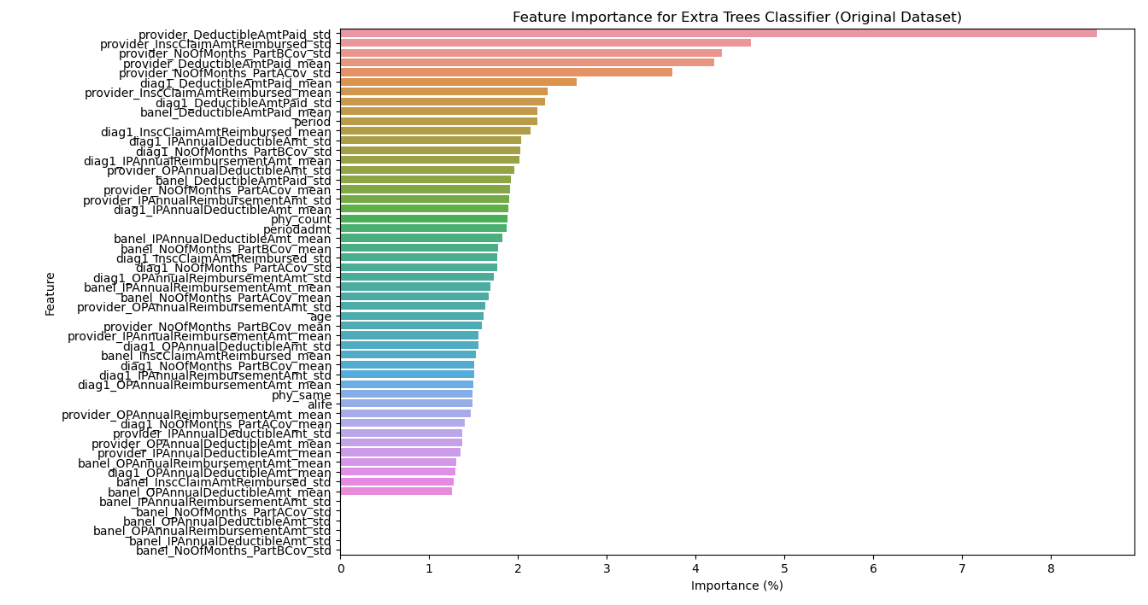 Feature Importance for Extra Trees Classifier (Original Dataset)
provider_DeductibleAmtPaid_std
provider_InscClaimAmtReimbursed_std
provider_NoOfMonths_PartBCov_std
provider_DeductibleAmtPaid_mean
provider_NoOfMonths_PartACov_std
diag1_DeductibleAmtPaid_mean
provider_InscClaimAmtReimbursed_mean
diag1_DeductibleAmtPaid_std
banel_DeductibleAmtPaid_mean
period
diag1_InscClaimAmtReimbursed_mean
diag1_IPAnnualDeductibleAmt_std
diag1_NoOfMonths_PartBCov_std
diag1_IPAnnualReimbursementAmt_mean
provider_OPAnnualDeductibleAmt_std
banel_DeductibleAmtPaid_std
provider_NoOfMonths_PartACov_mean
provider_IPAnnualReimbursementAmt_std
diag1_IPAnnualDeductibleAmt_mean
phy_count
periodadmt
banel_IPAnnualDeductibleAmt_mean
banel_NoOfMonths_PartBCov_mean
diag1_InscClaimAmtReimbursed_std
diag1_NoOfMonths_PartACov_std
diag1_OPAnnualReimbursementAmt_std
banel_IPAnnualReimbursementAmt_mean
banel_NoOfMonths_PartACov_mean
provider_OPAnnualReimbursementAmt_std
age
provider_NoOfMonths_PartBCov_mean
provider_IPAnnualReimbursementAmt_mean
diag1_OPAnnualDeductibleAmt_std
banel_InscClaimAmtReimbursed_mean
diag1_NoOfMonths_PartBCov_mean
diag1_IPAnnualReimbursementAmt_std
diag1_OPAnnualReimbursementAmt_mean
phy_same
alife
provider_OPAnnualReimbursementAmt_mean
diag1_NoOfMonths_PartACov_mean
provider_IPAnnualDeductibleAmt_std
provider_OPAnnualDeductibleAmt_mean
provider_IPAnnualDeductibleAmt_mean
banel_OPAnnualReimbursementAmt_mean
diag1_OPAnnualDeductibleAmt_mean
banel_InscClaimAmtReimbursed_std
banel_OPAnnualDeductibleAmt_mean
banel_IPAnnualReimbursementAmt_std
banel_NoOfMonths_PartACov_std
banel_OPAnnualDeductibleAmt_std
banel_OPAnnualReimbursementAmt_std
banel_IPAnnualDeductibleAmt_std
banel_NoOfMonths_PartBCov_std
Feature
0 1 2 3 4 5 6 7 8
Importance (%)